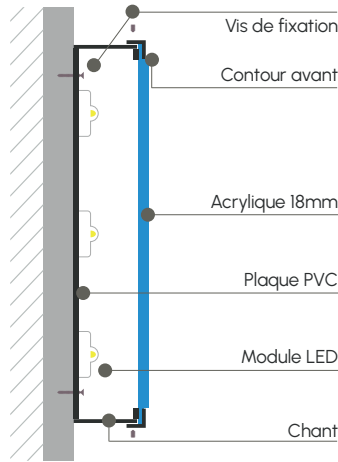 Vis de fixation
Contour avant
Acrylique 18mm
Plaque PVC
Module LED
Chant